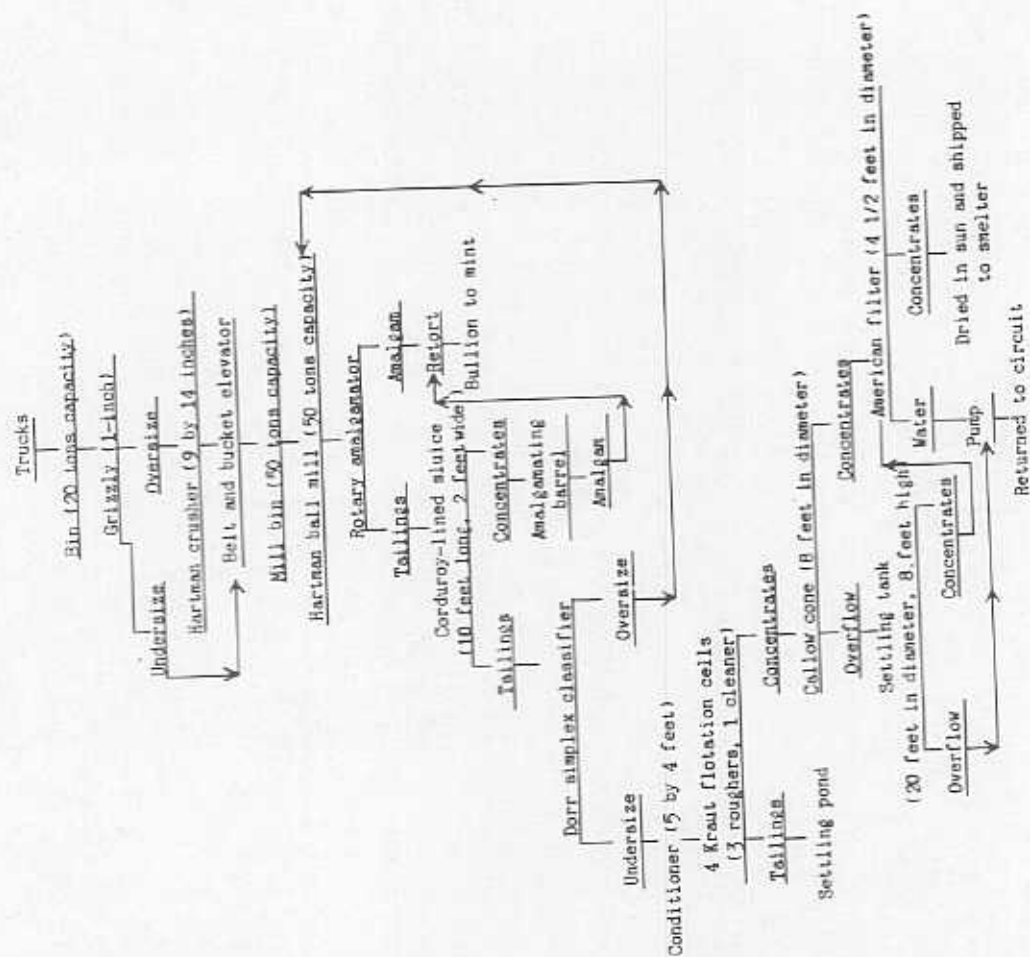 Trucks
Bin (20 tons capacity)
Grizzly (1-inch)
Undersize
Oversize
Hartman crusher (9 by 14 inches)
Belt and bucket elevator
Mill bin (50 tons capacity)
Hartman ball mill (50 tons capacity)
Rotary amalgamator
Tailings
Amalgam
Corduroy-lined sluice
(10 feet long, 2 feet wide)
Retort
Bullion to mint
Tailings
Concentrates
Amalgamating
barrel
Amalgam
Dorr simplex classifier
Undersize
Oversize
Conditioner (5 by 4 feet)
4 Kraut flotation cells
(3 roughers, 1 cleaner)
Tailings
Concentrates
Settling pond
Callow cone (8 feet in diameter)
Overflow
Concentrates
Settling tank
(20 feet in diameter, 8 feet high)
American filter (4 1/2 feet in diameter)
Overflow
Concentrates
Water
Concentrates
Pump
Dried in sun and shipped
to smelter
Returned to circuit